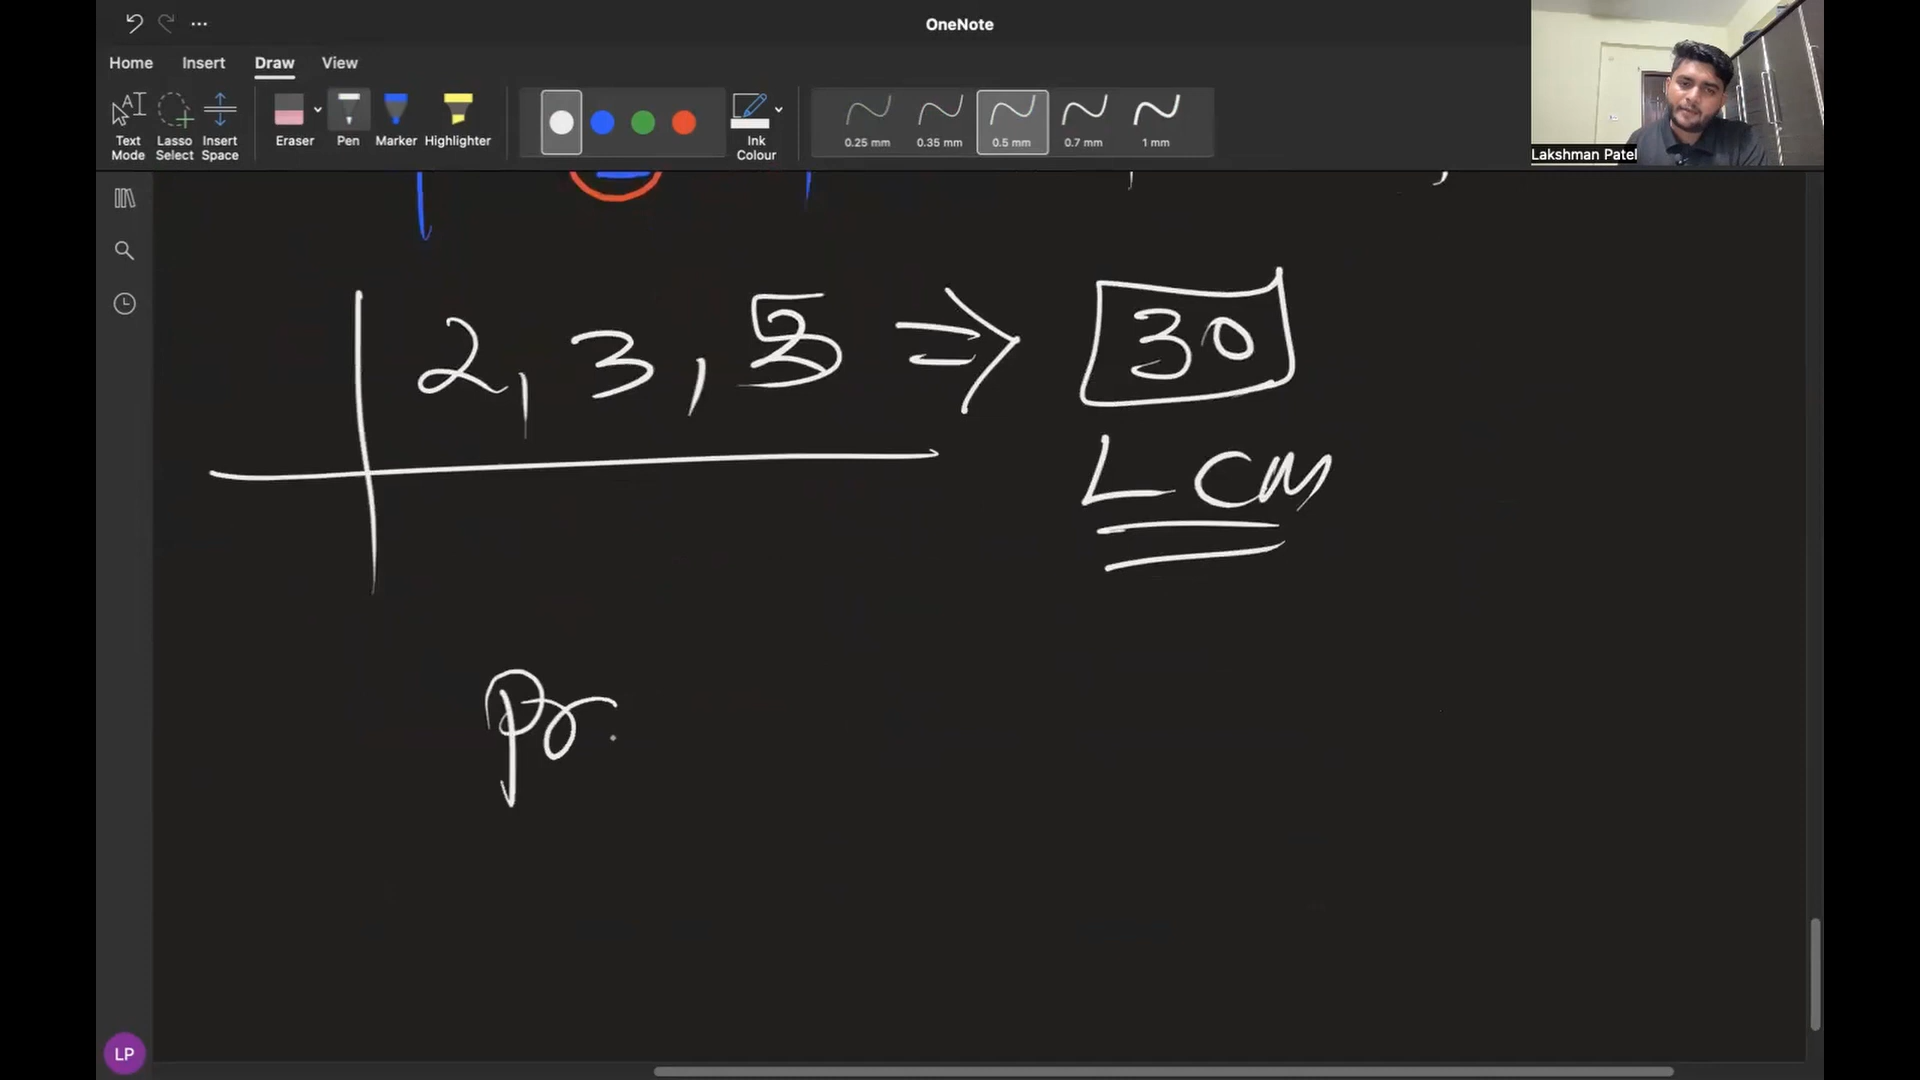 OneNote
Home Insert Draw View
Text Mode
Lasso Select
Insert Space
Eraser
Pen
Marker
Highlighter
Ink Colour
0.25 mm
0.35 mm
0.5 mm
0.7 mm
1 mm
Lakshman Patel
2, 3, 5 ⇒ 30
LCM
Pr
LP